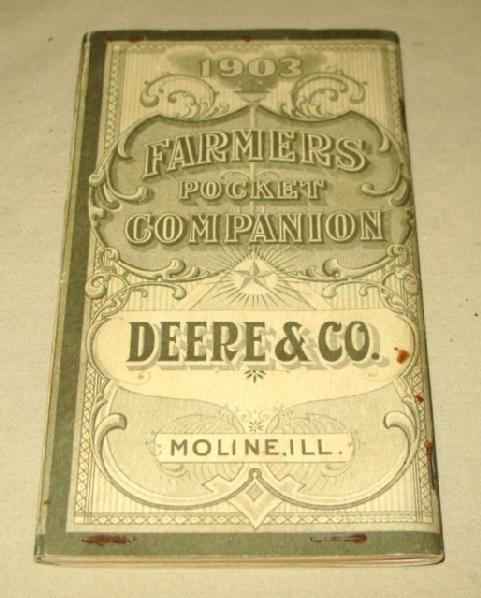 1903
FARMERS
POCKET
COMPANION
DEERE & CO.
MOLINE, ILL.